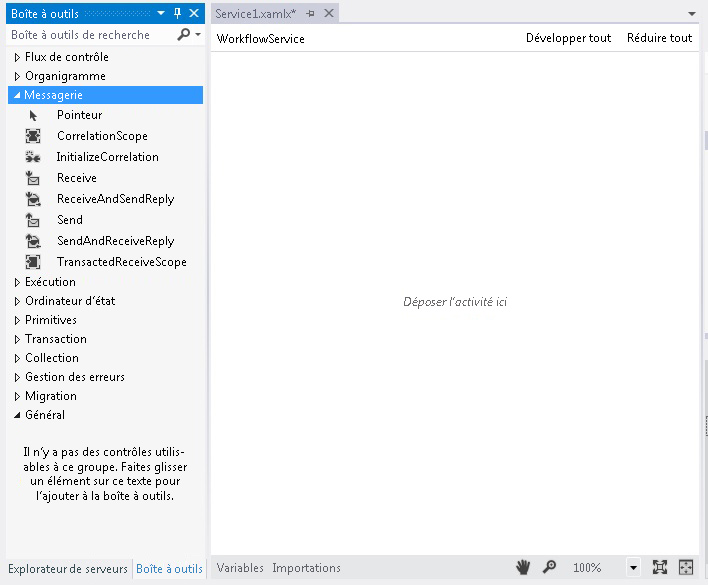 Boîte à outils
Boîte à outils de recherche
Flux de contrôle
Organigramme
Messagerie
Pointeur
CorrelationScope
InitializeCorrelation
Receive
ReceiveAndSendReply
Send
SendAndReceiveReply
TransactedReceiveScope
Exécution
Ordinateur d'état
Primitives
Transaction
Collection
Gestion des erreurs
Migration
Général
Il n'y a pas des contrôles utilis-
ables à ce groupe. Faites glisser
un élément sur ce texte pour
l'ajouter à la boîte à outils.
Explorateur de serveurs Boîte à outils
Service1.xamlx*
WorkflowService Développer tout Réduire tout
Déposer l'activité ici
Variables Importations 100%